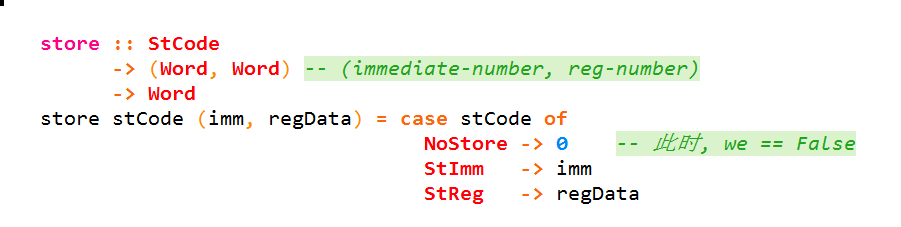 store :: StCode
      -> (Word, Word) -- (immediate-number, reg-number)
      -> Word
store stCode (imm, regData) = case stCode of
                                NoStore -> 0    -- 此时, we == False
                                StImm   -> imm
                                StReg   -> regData